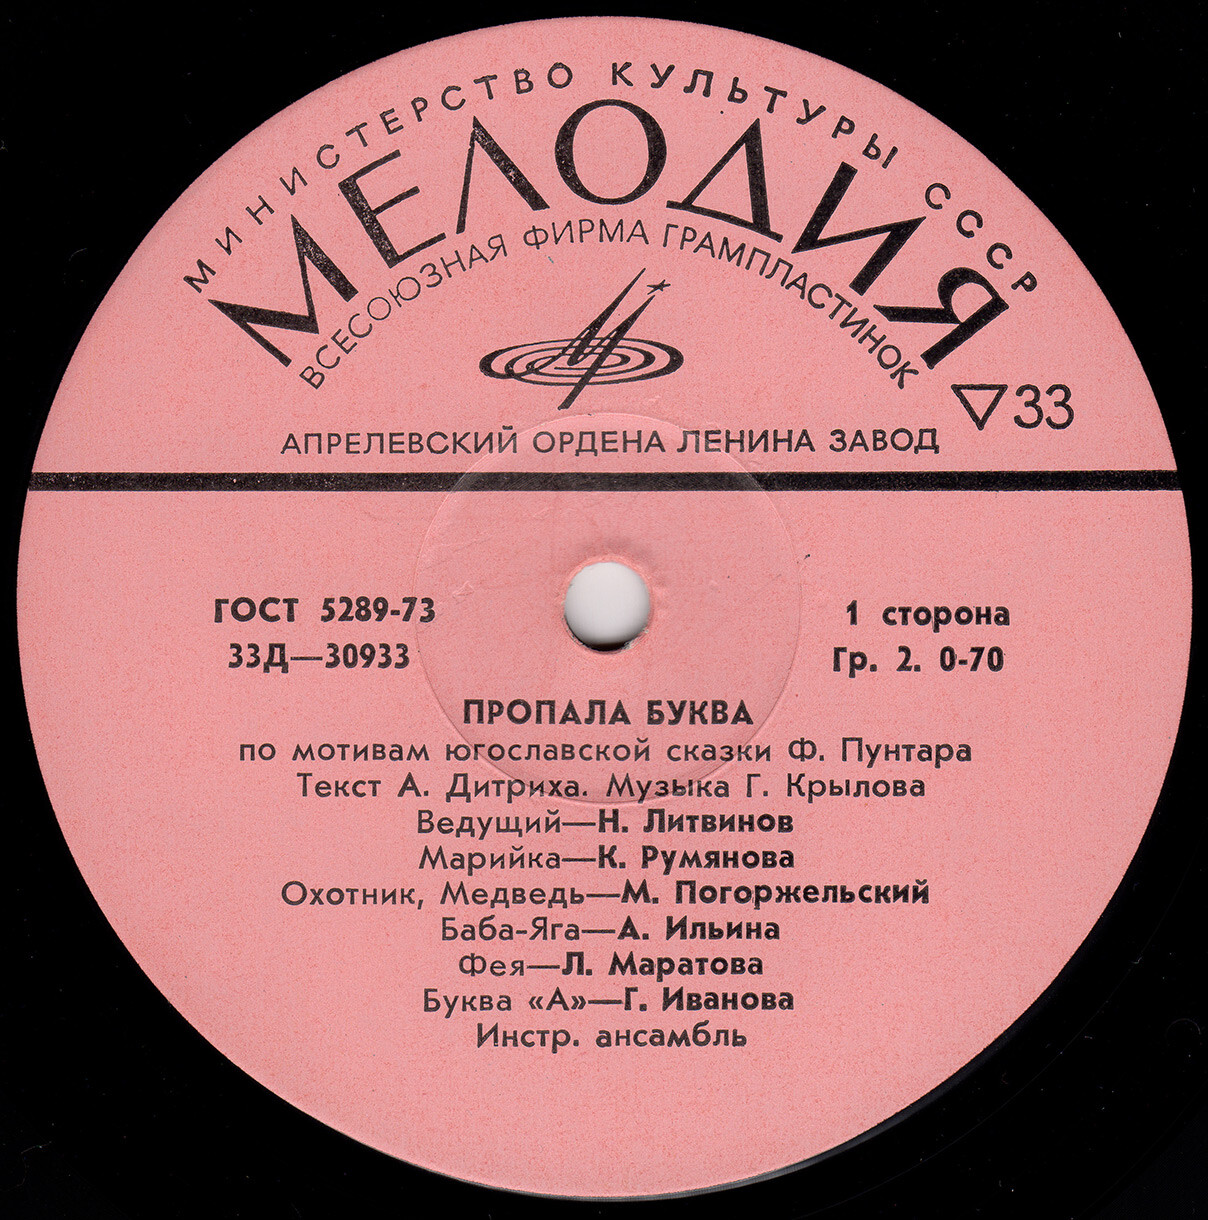 МИНИСТЕРСТВО КУЛЬТУРЫ СССР
МЕЛОДИЯ
ВСЕСОЮЗНАЯ ФИРМА ГРАМПЛАСТИНОК
33
АПРЕЛЕВСКИЙ ОРДЕНА ЛЕНИНА ЗАВОД
ГОСТ 5289-73
33Д—30933
1 сторона
Гр. 2. 0-70
ПРОПАЛА БУКВА
по мотивам югославской сказки Ф. Пунтара
Текст А. Дитриха. Музыка Г. Крылова
Ведущий—Н. Литвинов
Марийка—К. Румянова
Охотник, Медведь—М. Погоржельский
Баба-Яга—А. Ильина
Фея—Л. Маратова
Буква «А»—Г. Иванова
Инстр. ансамбль